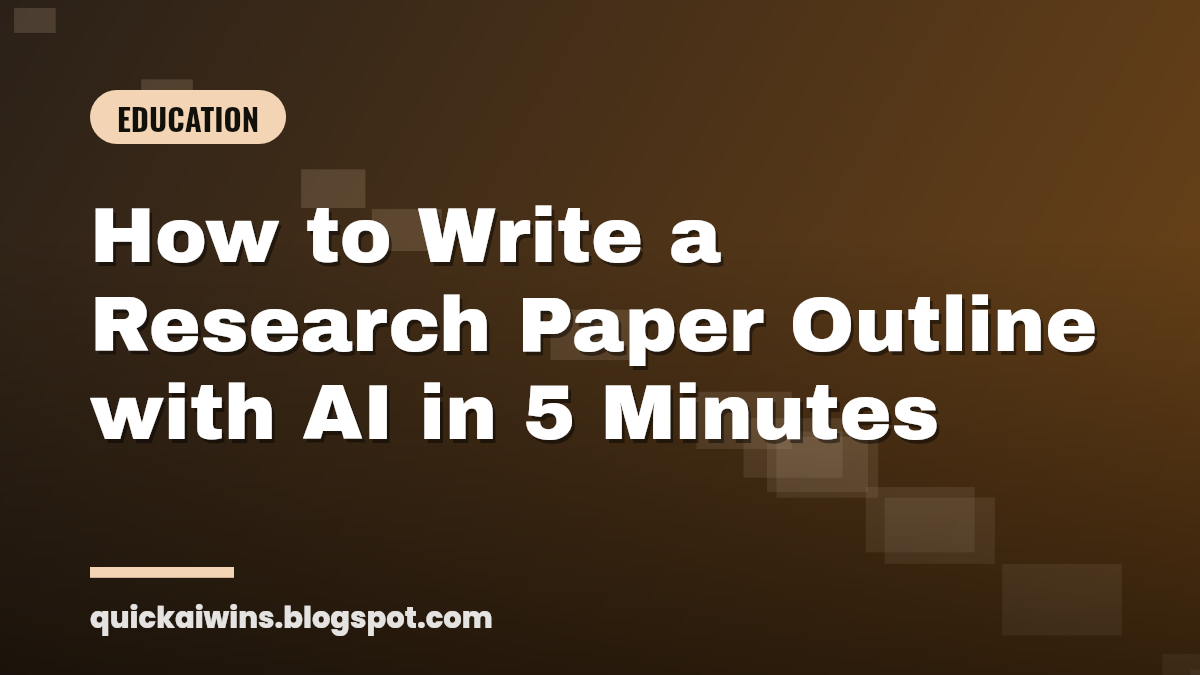 EDUCATION
How to Write a
Research Paper Outline
with AI in 5 Minutes
quickaiwins.blogspot.com